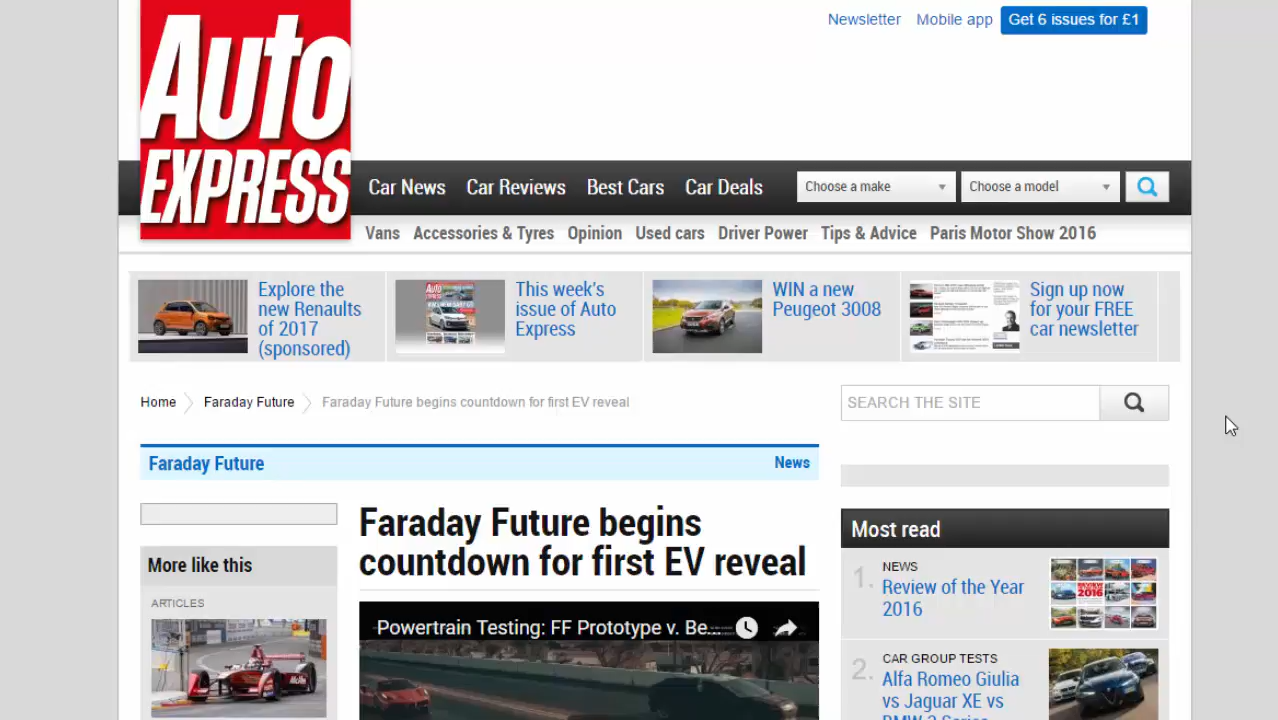 Newsletter Mobile app Get 6 issues for £1
Auto
EXPRESS
Car News Car Reviews Best Cars Car Deals Choose a make Choose a model
Vans Accessories & Tyres Opinion Used cars Driver Power Tips & Advice Paris Motor Show 2016
Explore the
new Renaults
of 2017
(sponsored)
This week's
issue of Auto
Express
WIN a new
Peugeot 3008
Sign up now
for your FREE
car newsletter
Home Faraday Future Faraday Future begins countdown for first EV reveal
SEARCH THE SITE
Faraday Future News
Faraday Future begins
countdown for first EV reveal
More like this
ARTICLES
Powertrain Testing: FF Prototype v. Be...
Most read
1. NEWS
Review of the Year
2016
2. CAR GROUP TESTS
Alfa Romeo Giulia
vs Jaguar XE vs
BMW 3 Series